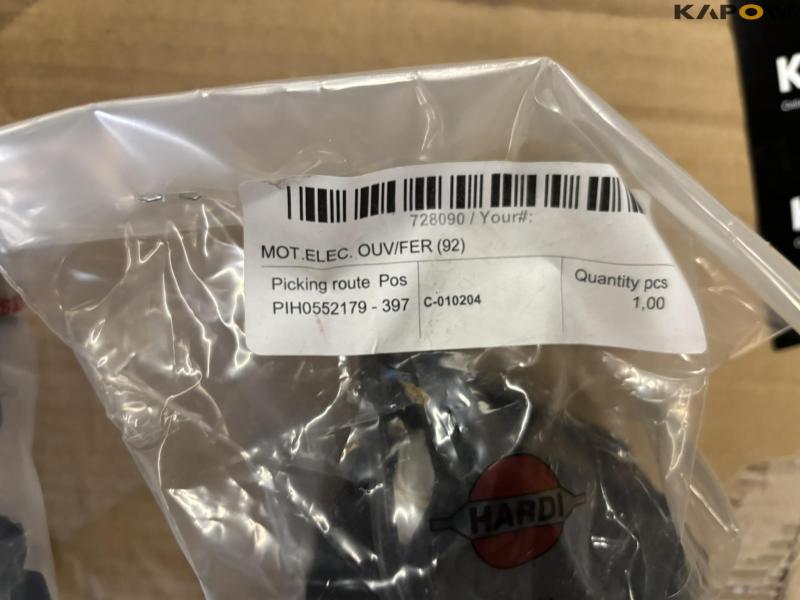 KAPOW
K
728090 / Your#:
MOT.ELEC. OUV/FER (92)
Picking route Pos
PIH0552179 - 397
C-010204
Quantity pcs
1,00
HARDI